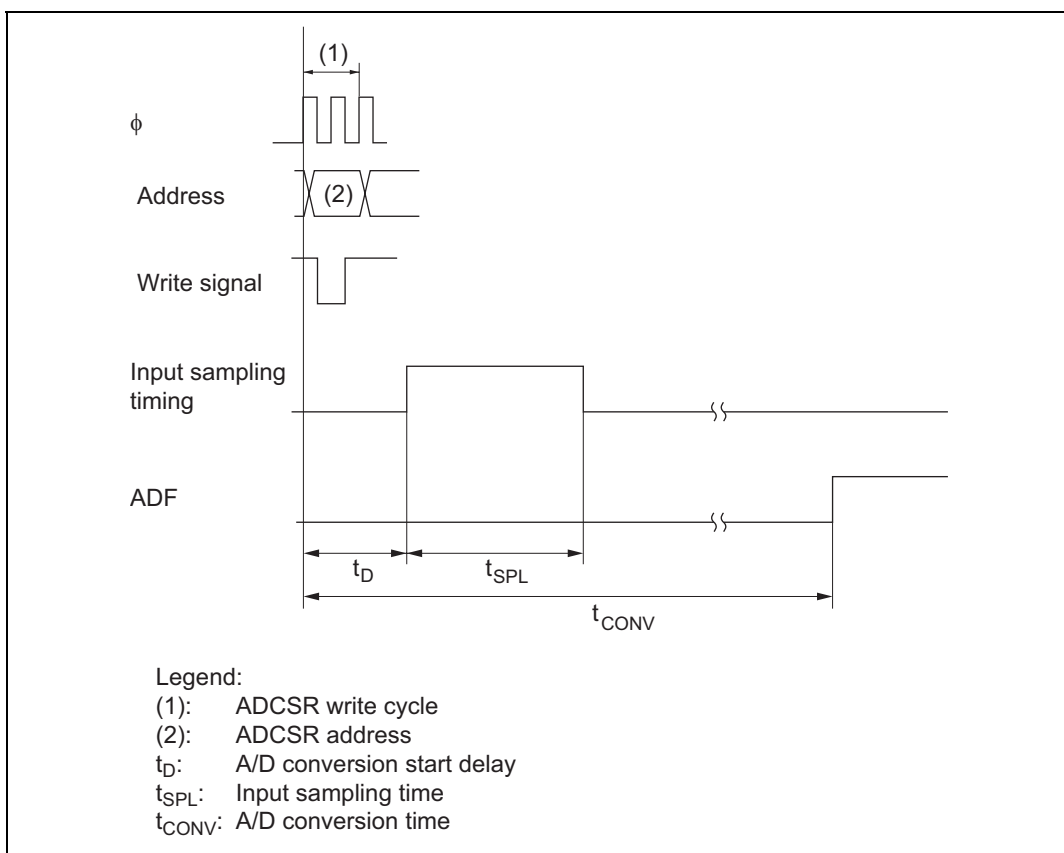 (1)
ϕ
Address
(2)
Write signal
Input sampling
timing
ADF
tD
tSPL
tCONV
Legend:
(1): ADCSR write cycle
(2): ADCSR address
tD: A/D conversion start delay
tSPL: Input sampling time
tCONV: A/D conversion time